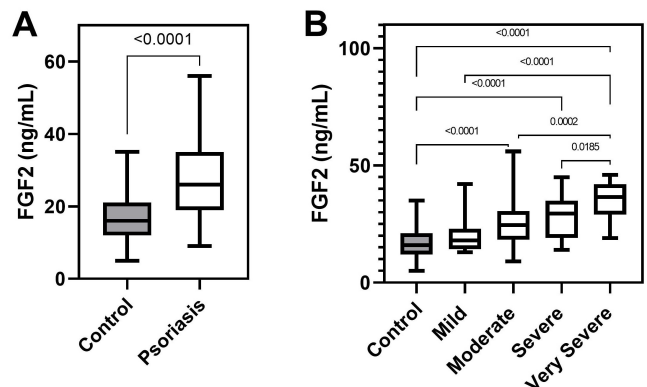 A
FGF2 (ng/mL)
60
40
20
0
<0.0001
Control
Psoriasis
B
FGF2 (ng/mL)
100
50
0
<0.0001
<0.0001
<0.0001
0.0002
<0.0001
0.0185
Control
Mild
Moderate
Severe
Very Severe